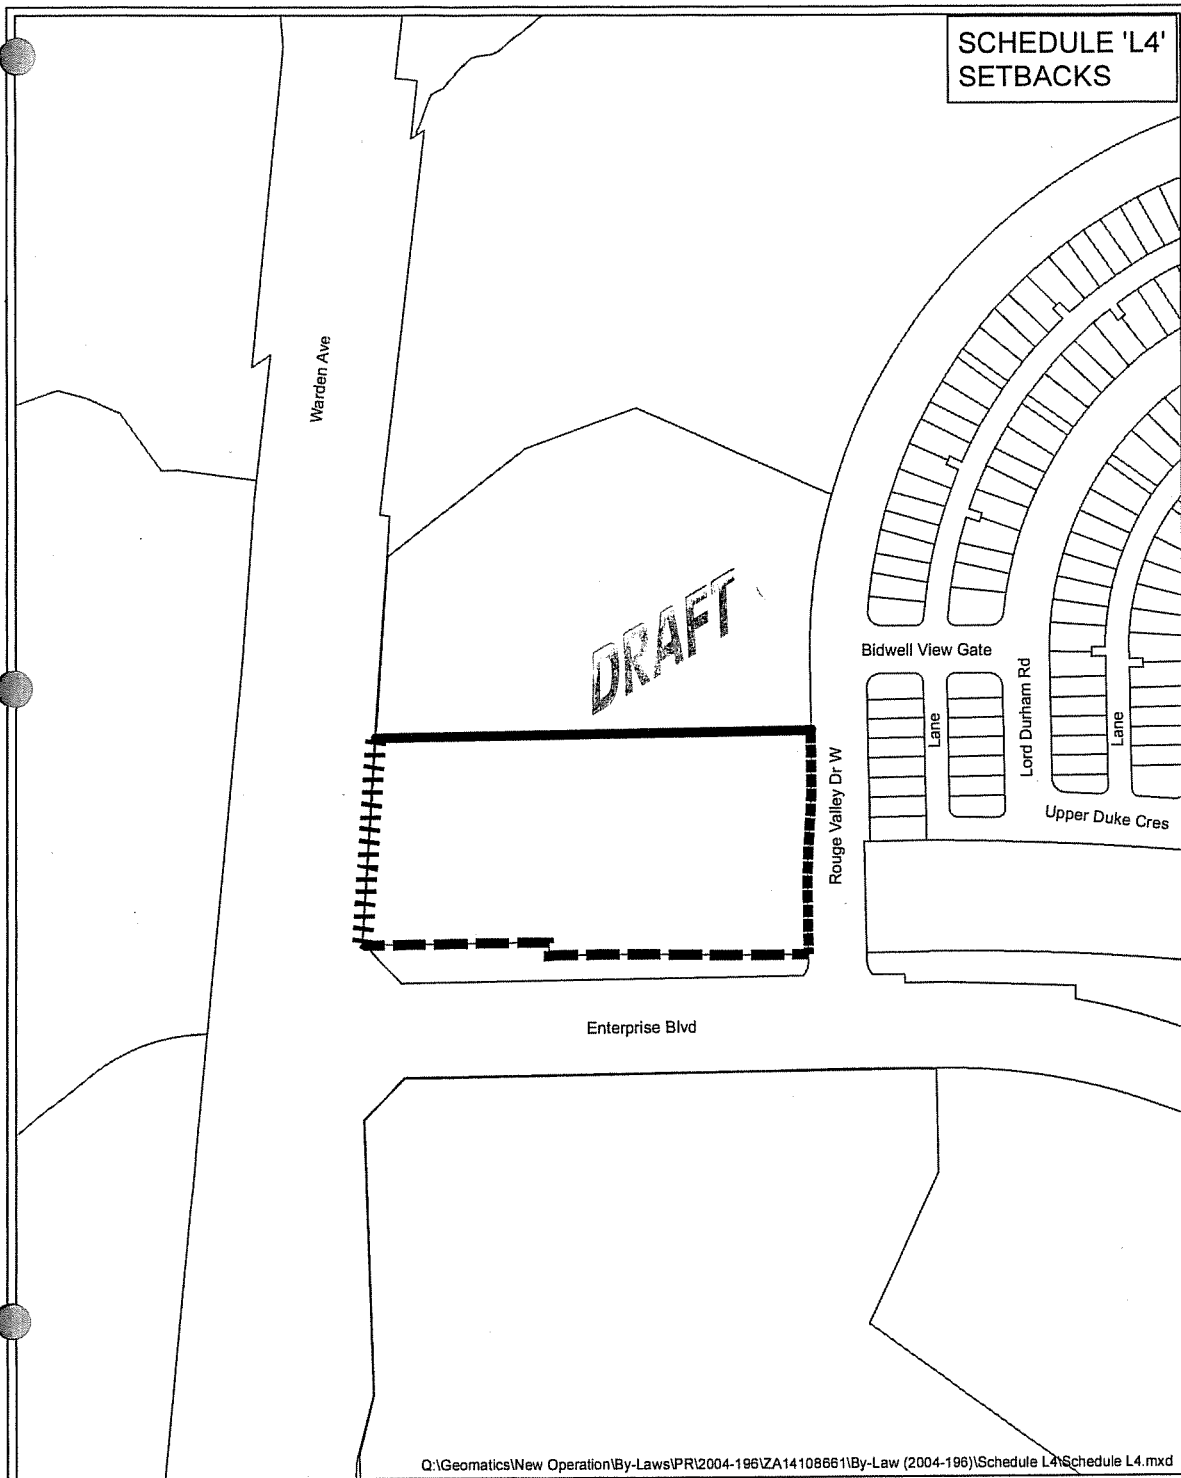 SCHEDULE 'L4'
SETBACKS
Warden Ave
DRAFT
Bidwell View Gate
Lane
Lord Durham Rd
Lane
Rouge Valley Dr W
Upper Duke Cres
Enterprise Blvd
Q:\Geomatics\New Operation\By-Laws\PR\2004-196\ZA14108661\By-Law (2004-196)\Schedule L4\Schedule L4.mxd